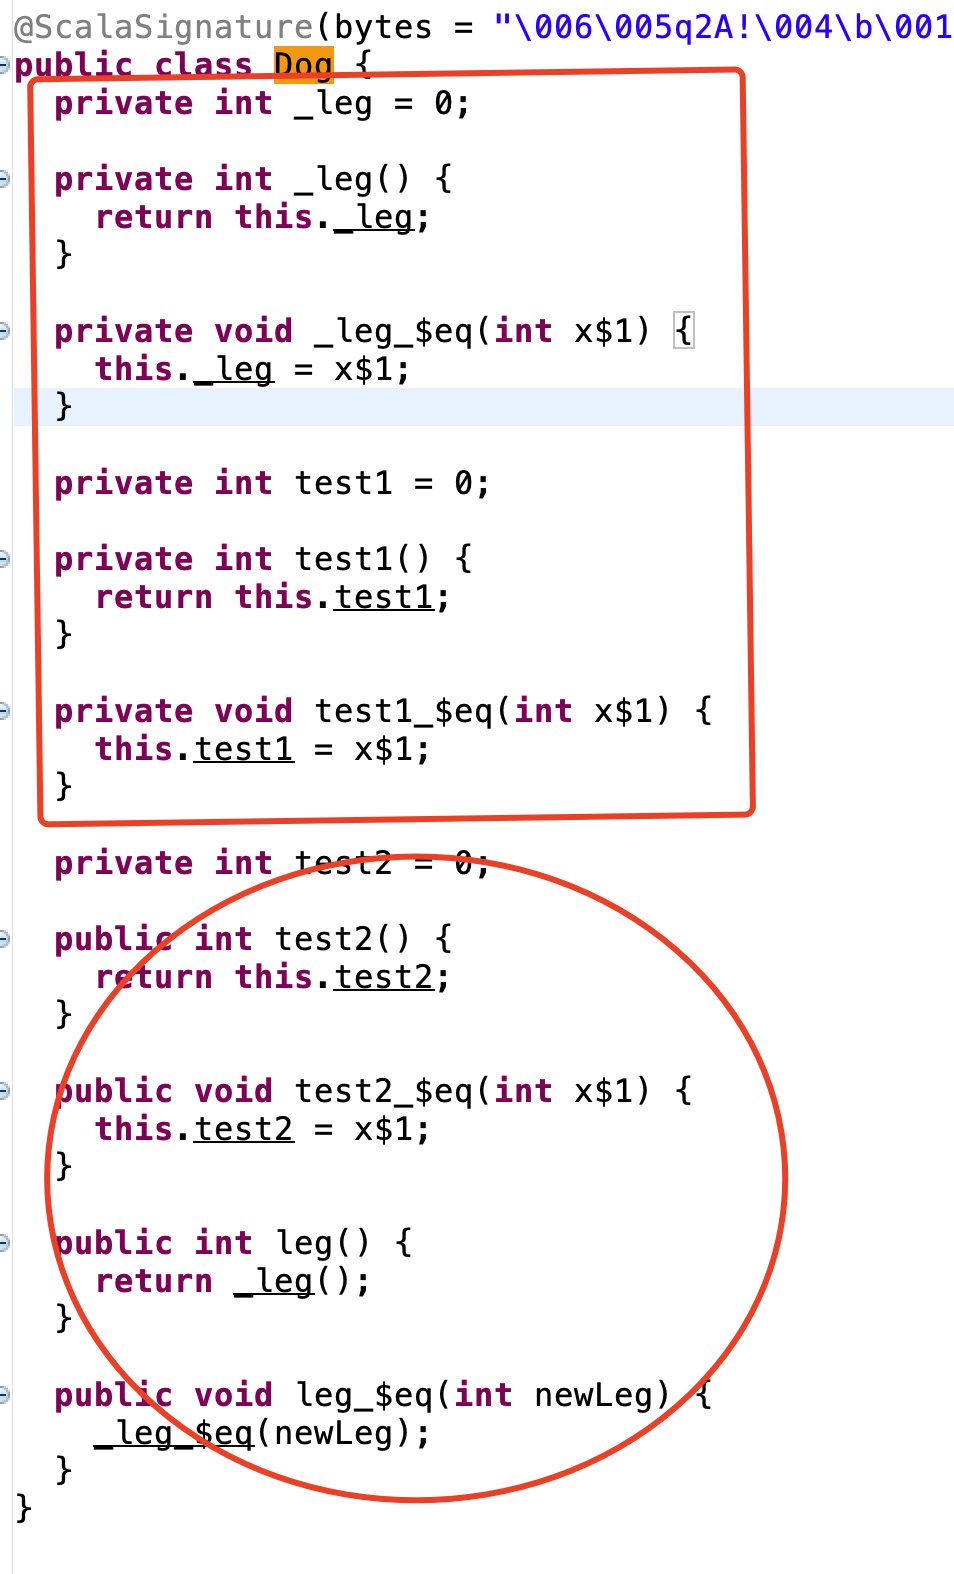 @ScalaSignature(bytes = "\006\005q2A!\004\b\001
public class Dog {
private int _leg = 0;
private int _leg() {
return this._leg;
}
private void _leg_$eq(int x$1) {
this._leg = x$1;
}
private int test1 = 0;
private int test1() {
return this.test1;
}
private void test1_$eq(int x$1) {
this.test1 = x$1;
}
private int test2 = 0;
public int test2() {
return this.test2;
}
public void test2_$eq(int x$1) {
this.test2 = x$1;
}
public int leg() {
return _leg();
}
public void leg_$eq(int newLeg) {
_leg_$eq(newLeg);
}
}